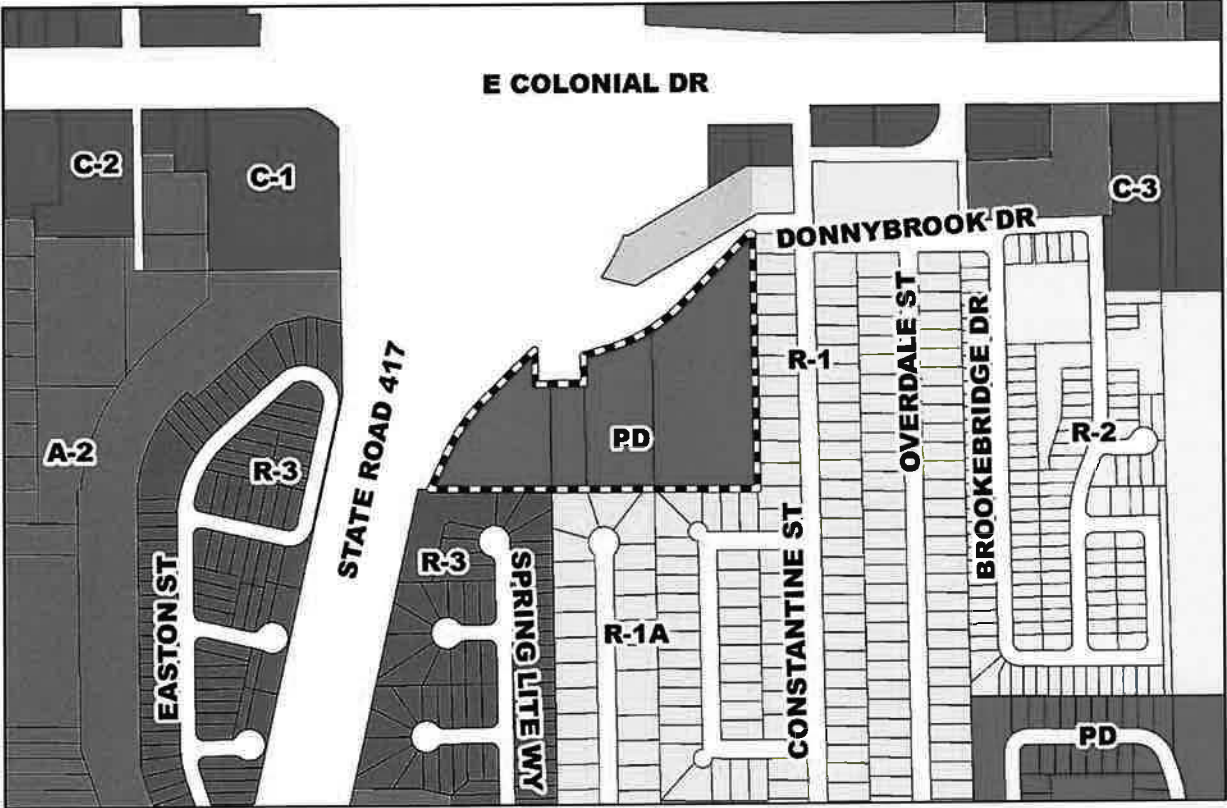 E COLONIAL DR
C-2
C-1
C-3
DONNYBROOK DR
R-1
OVERDALE ST
BROOKEBRIDGE DR
STATE ROAD 417
PD
R-2
A-2
R-3
R-3
EASTON ST
SPRING LITE WY
R-1A
CONSTANTINE ST
PD